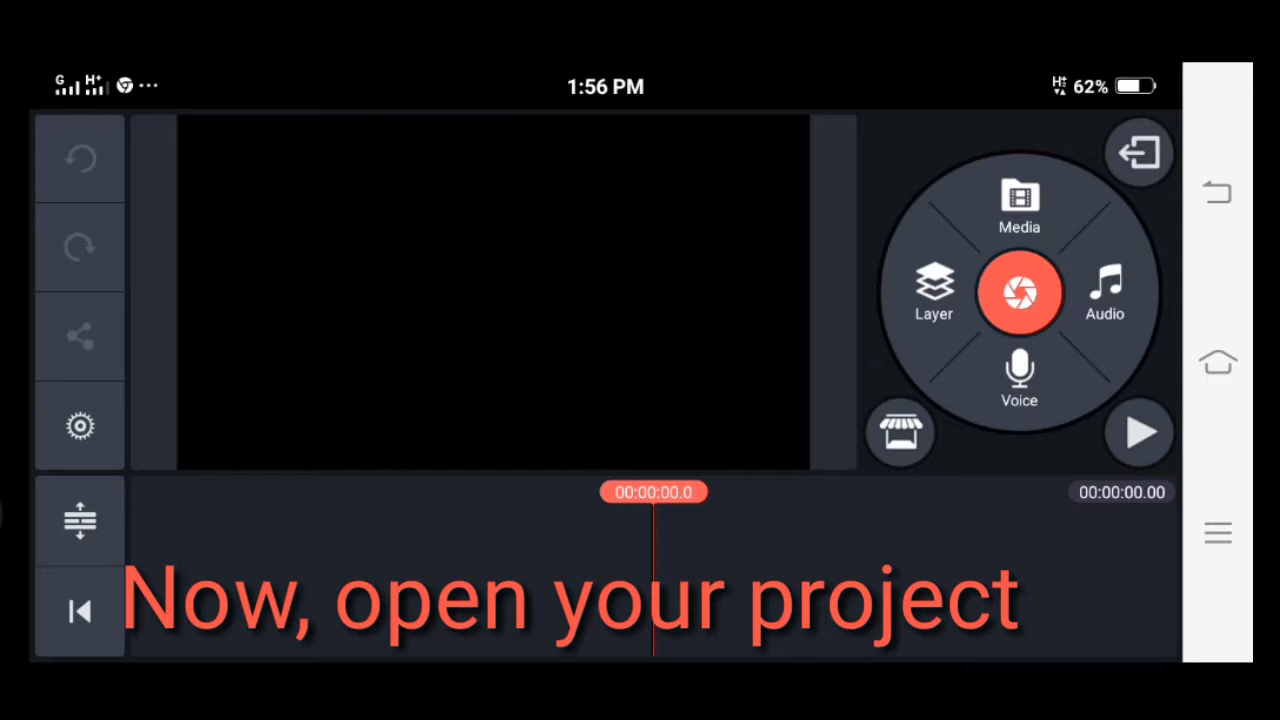 G H+ ...
1:56 PM
H+ 62%
Media
Layer
Audio
Voice
00:00:00.0
00:00:00.00
Now, open your project